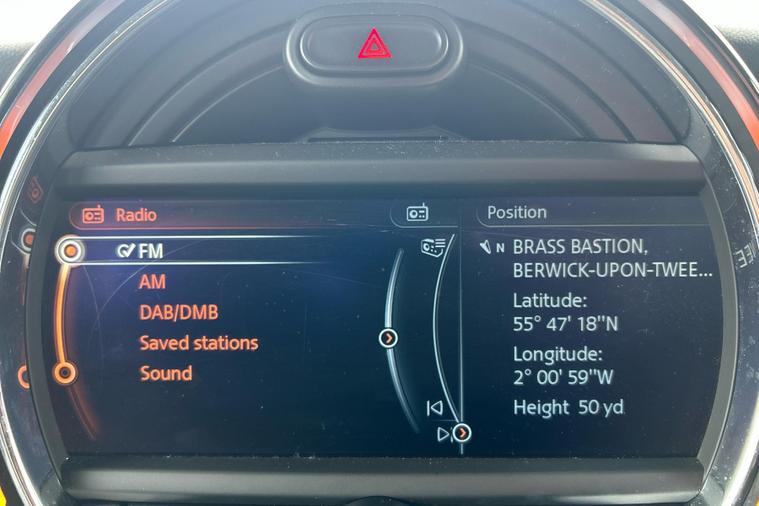 Radio
FM
AM
DAB/DMB
Saved stations
Sound
Position
N BRASS BASTION,
BERWICK-UPON-TWEE...
Latitude:
55° 47' 18"N
Longitude:
2° 00' 59"W
Height 50 yd